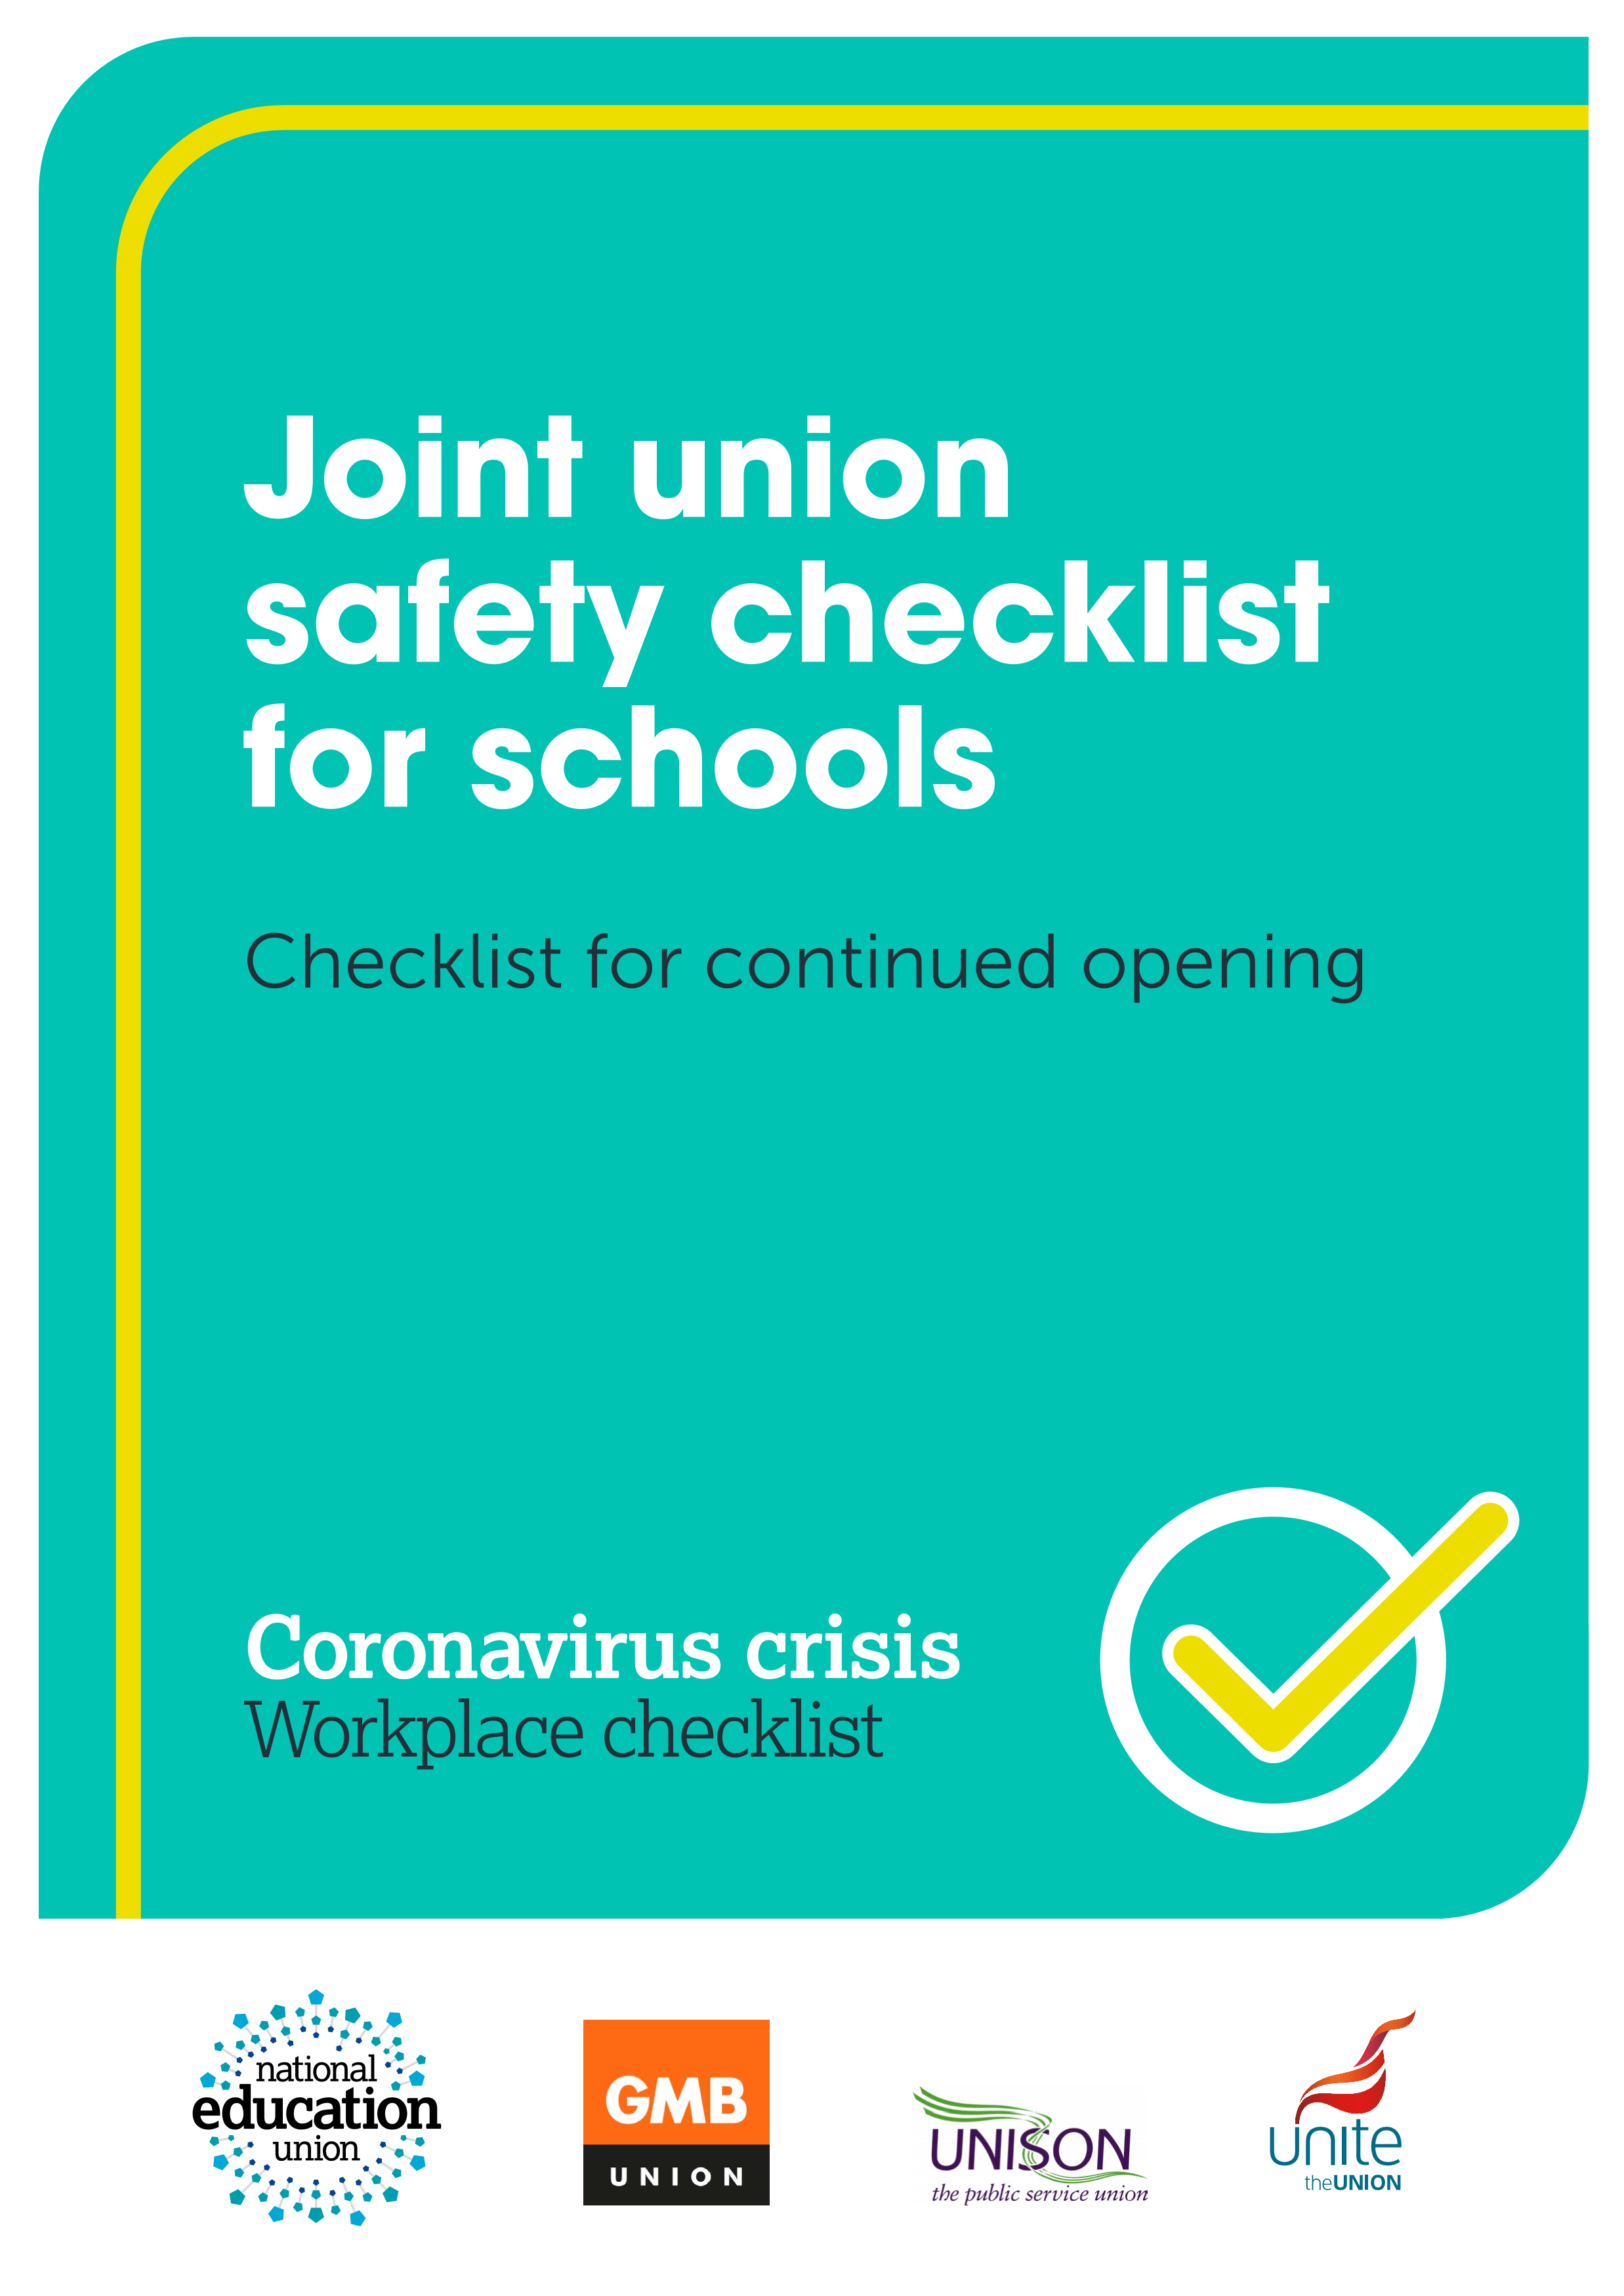 Joint union
safety checklist
for schools
Checklist for continued opening
Coronavirus crisis
Workplace checklist
national
education
union
GMB
UNION
UNISON
the public service union
unite
theUNION